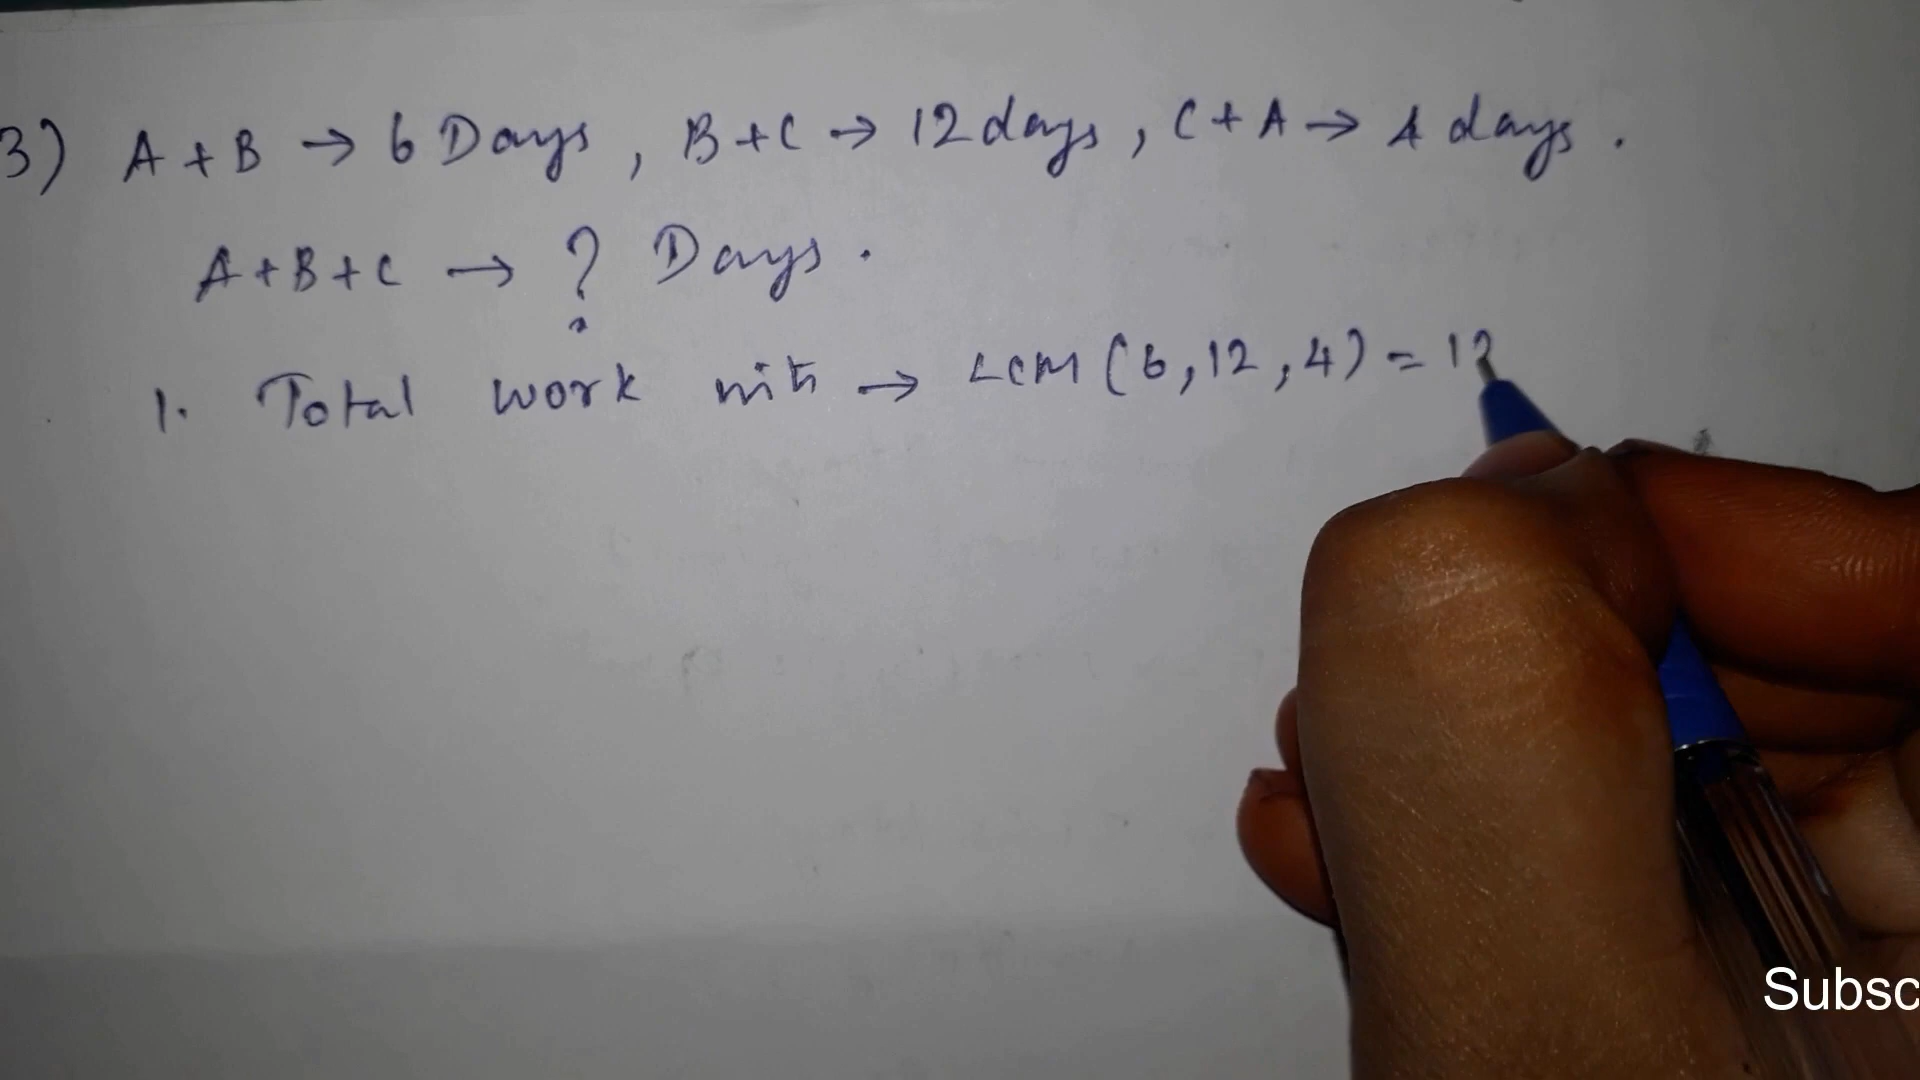 3) A+B → 6 Days, B+C → 12 days, C+A → 4 days.
A+B+C → ? Days.
1. Total work units → LCM (6,12,4) = 12
Subsc